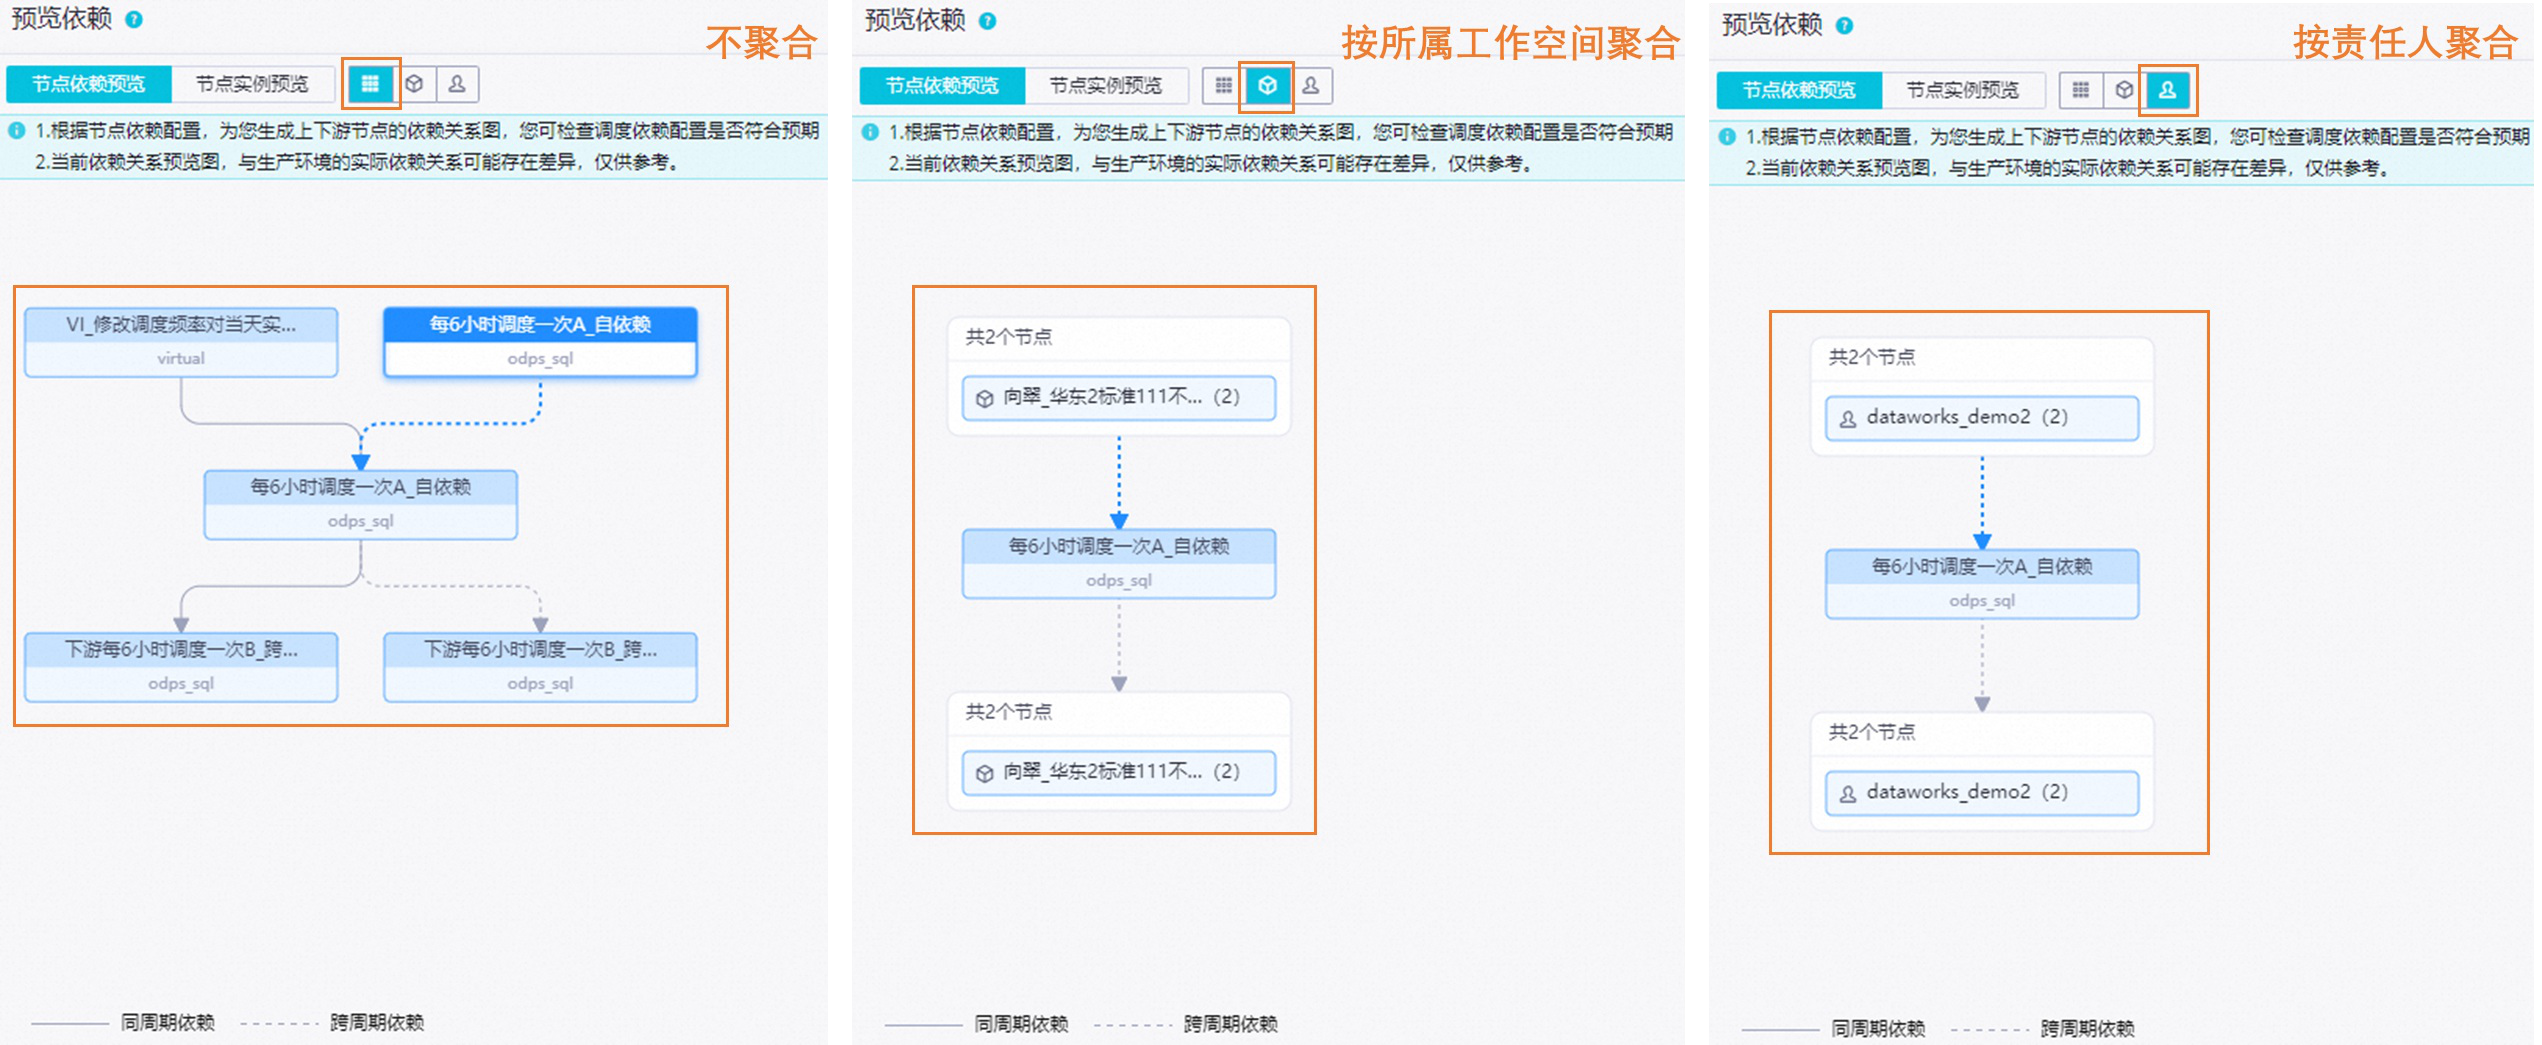 预览依赖
不聚合
节点依赖预览
节点实例预览
1.根据节点依赖配置，为您生成上下游节点的依赖关系图，您可检查调度依赖配置是否符合预期
2.当前依赖关系预览图，与生产环境的实际依赖关系可能存在差异，仅供参考。
VI_修改调度频率对当天实...
virtual
每6小时调度一次A_自依赖
odps_sql
每6小时调度一次A_自依赖
odps_sql
下游每6小时调度一次B_跨...
odps_sql
下游每6小时调度一次B_跨...
odps_sql
同周期依赖
跨周期依赖
预览依赖
按所属工作空间聚合
节点依赖预览
节点实例预览
1.根据节点依赖配置，为您生成上下游节点的依赖关系图，您可检查调度依赖配置是否符合预期
2.当前依赖关系预览图，与生产环境的实际依赖关系可能存在差异，仅供参考。
共2个节点
向翠_华东2标准111不...（2）
每6小时调度一次A_自依赖
odps_sql
共2个节点
向翠_华东2标准111不...（2）
同周期依赖
跨周期依赖
预览依赖
按责任人聚合
节点依赖预览
节点实例预览
1.根据节点依赖配置，为您生成上下游节点的依赖关系图，您可检查调度依赖配置是否符合预期
2.当前依赖关系预览图，与生产环境的实际依赖关系可能存在差异，仅供参考。
共2个节点
dataworks_demo2（2）
每6小时调度一次A_自依赖
odps_sql
共2个节点
dataworks_demo2（2）
同周期依赖
跨周期依赖